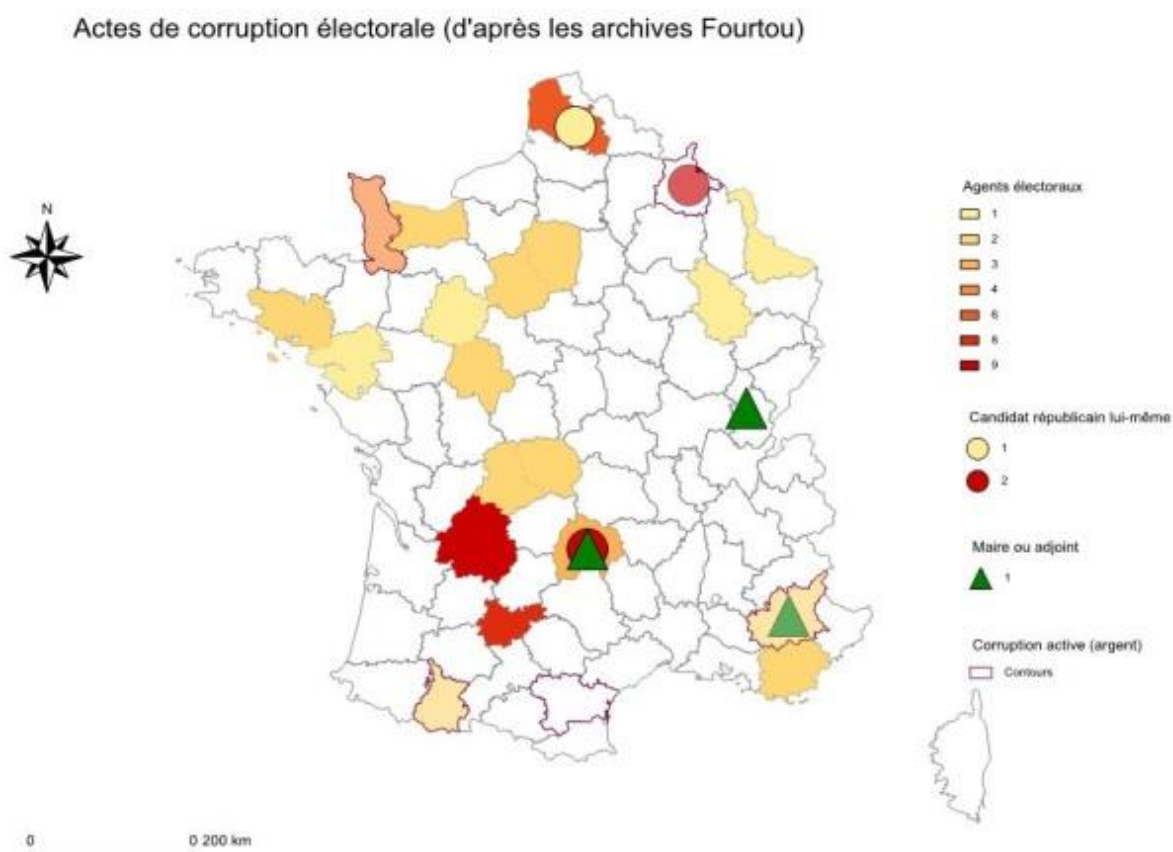 Actes de corruption électorale (d'après les archives Fourtou)
N
Agents électoraux
1
2
3
4
6
8
9
Candidat républicain lui-même
1
2
Maire ou adjoint
1
Corruption active (argent)
Contours
0
0 200 km